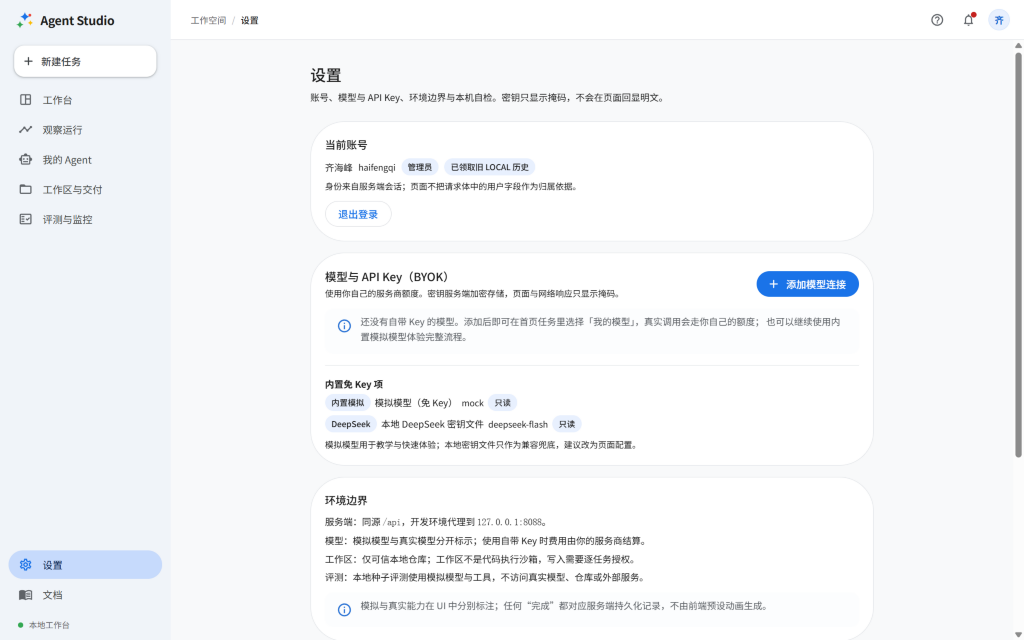 Agent Studio
工作空间 / 设置
齐
新建任务
工作台
观察运行
我的 Agent
工作区与交付
评测与监控
设置
账号、模型与 API Key、环境边界与本机自检。密钥只显示掩码，不会在页面回显明文。
当前账号
齐海峰 haifengqi 管理员 已领取旧 LOCAL 历史
身份来自服务端会话；页面不把请求体中的用户字段作为归属依据。
退出登录
模型与 API Key（BYOK）
使用你自己的服务商额度。密钥服务端加密存储，页面与网络响应只显示掩码。
添加模型连接
还没有自带 Key 的模型。添加后即可在首页任务里选择「我的模型」，真实调用会走你自己的额度； 也可以继续使用内
置模拟模型体验完整流程。
内置免 Key 项
内置模拟 模拟模型（免 Key） mock 只读
DeepSeek 本地 DeepSeek 密钥文件 deepseek-flash 只读
模拟模型用于教学与快速体验；本地密钥文件只作为兼容兜底，建议改为页面配置。
环境边界
服务端：同源 /api，开发环境代理到 127.0.0.1:8088。
模型：模拟模型与真实模型分开标示；使用自带 Key 时费用由你的服务商结算。
工作区：仅可信本地仓库；工作区不是代码执行沙箱，写入需要逐任务授权。
评测：本地种子评测使用模拟模型与工具，不访问真实模型、仓库或外部服务。
模拟与真实能力在 UI 中分别标注；任何“完成”都对应服务端持久化记录，不由前端预设动画生成。
设置
文档
本地工作台